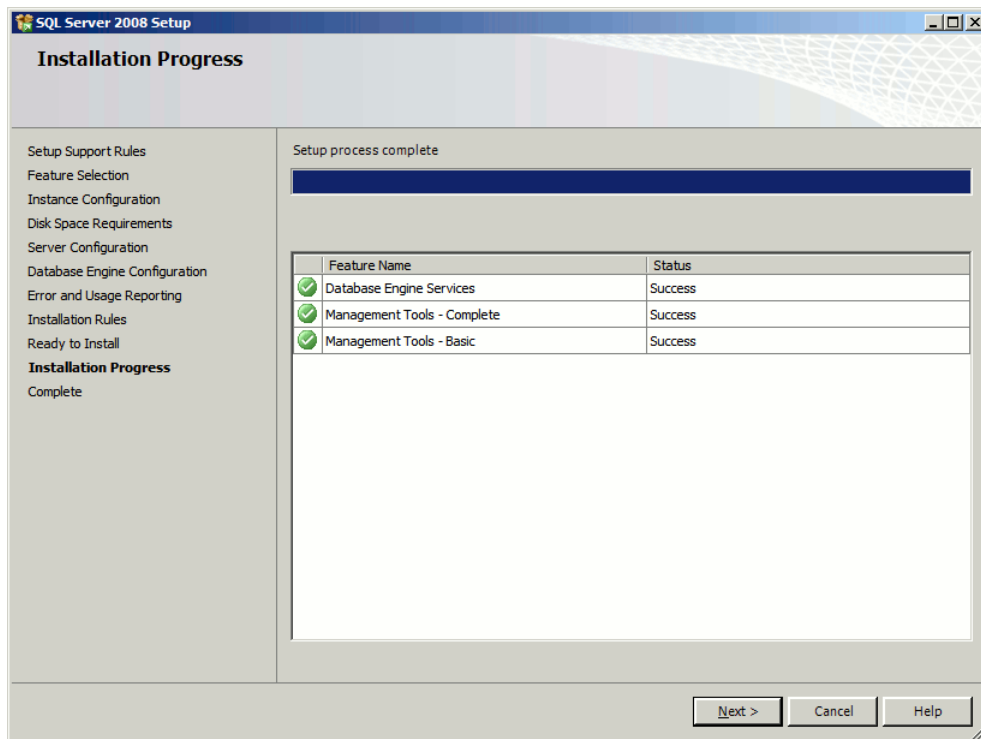 SQL Server 2008 Setup
Installation Progress
Setup Support Rules
Feature Selection
Instance Configuration
Disk Space Requirements
Server Configuration
Database Engine Configuration
Error and Usage Reporting
Installation Rules
Ready to Install
Installation Progress
Complete
Setup process complete
Feature Name Status
Database Engine Services Success
Management Tools - Complete Success
Management Tools - Basic Success
Next > Cancel Help